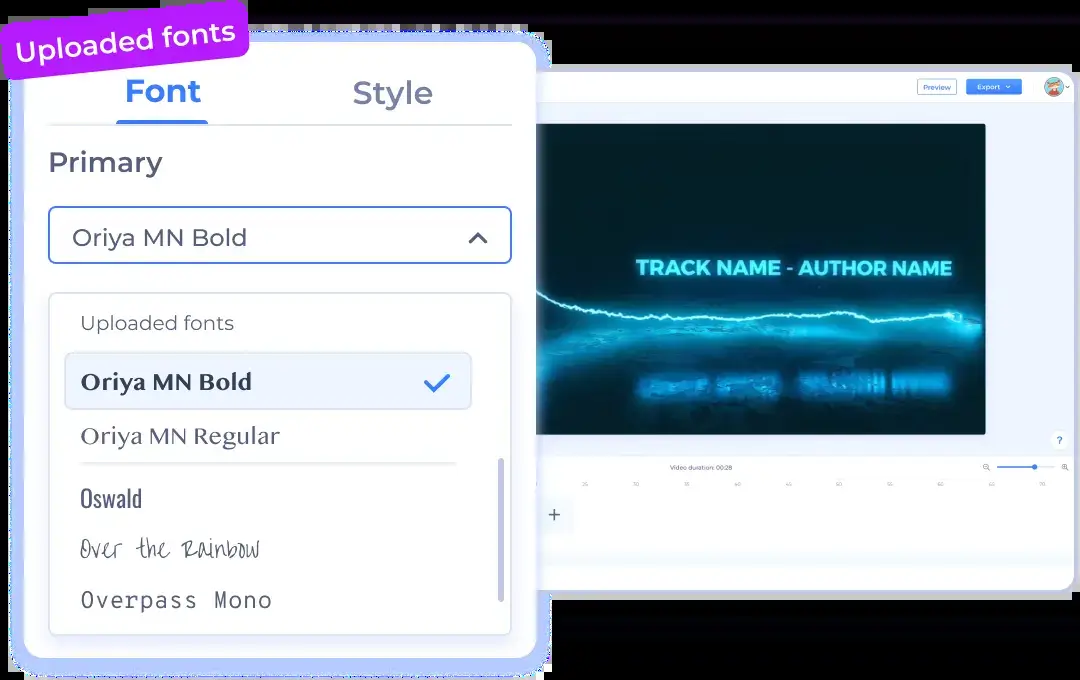 Uploaded fonts
Font
Style
Primary
Oriya MN Bold
Uploaded fonts
Oriya MN Bold
Oriya MN Regular
Oswald
Over the Rainbow
Overpass Mono
Preview
Export
TRACK NAME - AUTHOR NAME
?
Video duration: 00:28
+